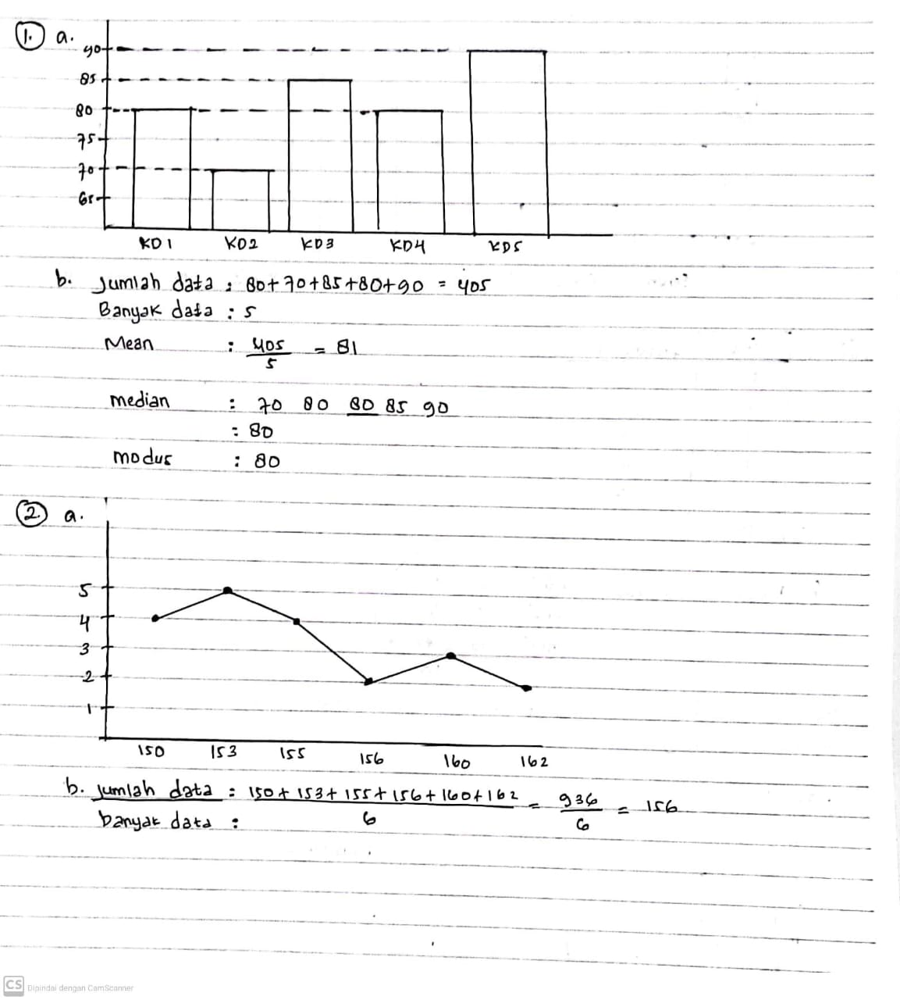 1. a.
90
85
80
75
70
65
KD1 KD2 KD3 KD4 KD5
b. Jumlah data : 80+70+85+80+90 = 405
Banyak data : 5
Mean : 405/5 = 81
median : 70 80 80 85 90
: 80
modus : 80
2. a.
5
4
3
2
1
150 153 155 156 160 162
b. jumlah data : 150+153+155+156+160+162 = 936 = 156
banyak data : 6 6
CS Dipindai dengan CamScanner